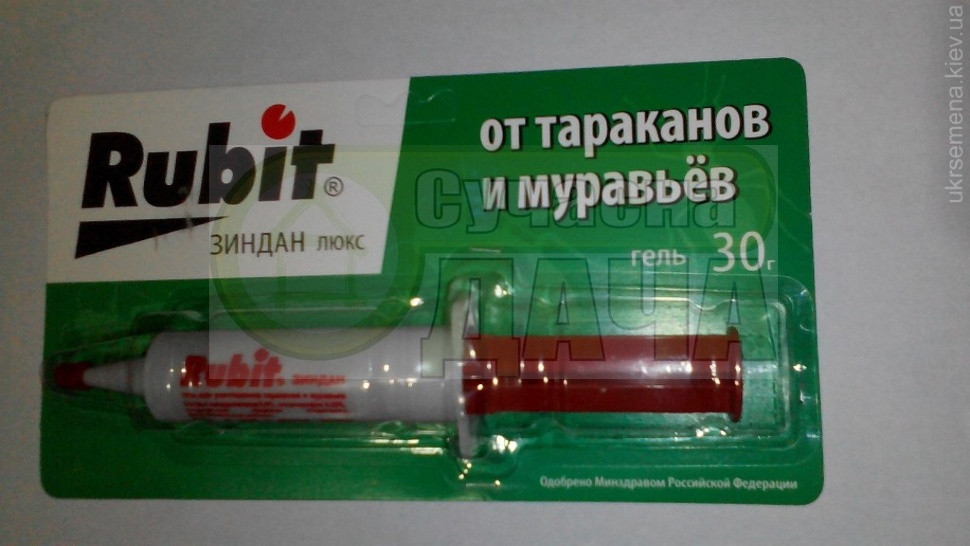 Rubit®
ЗИНДАН ЛЮКС
от тараканов
и муравьёв
гель 30г
Сучасна
ДАЧА
Rubit® ЗИНДАН
Одобрено Минздравом Российской Федерации
ukrsemena.kiev.ua